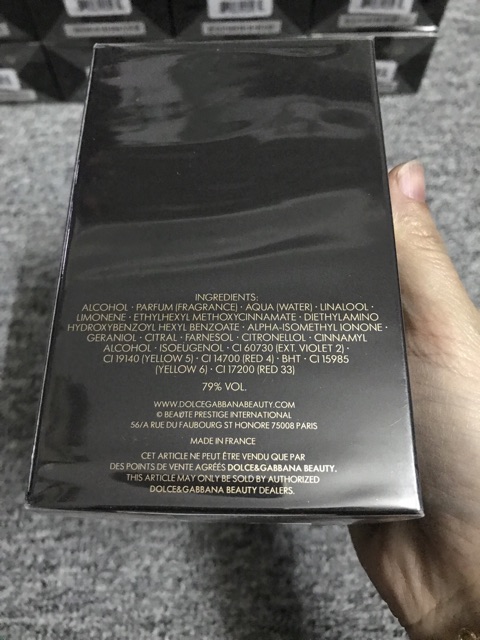 INGREDIENTS:
ALCOHOL · PARFUM (FRAGRANCE) · AQUA (WATER) · LINALOOL ·
LIMONENE · ETHYLHEXYL METHOXYCINNAMATE · DIETHYLAMINO
HYDROXYBENZOYL HEXYL BENZOATE · ALPHA-ISOMETHYL IONONE ·
GERANIOL · CITRAL · FARNESOL · CITRONELLOL · CINNAMYL
ALCOHOL · ISOEUGENOL · CI 60730 (EXT. VIOLET 2) ·
CI 19140 (YELLOW 5) · CI 14700 (RED 4) · BHT · CI 15985
(YELLOW 6) · CI 17200 (RED 33)
79% VOL.
WWW.DOLCEGABBANABEAUTY.COM
© BEAØTE PRESTIGE INTERNATIONAL
56/A RUE DU FAUBOURG ST HONORE 75008 PARIS
MADE IN FRANCE
CET ARTICLE NE PEUT ÊTRE VENDU QUE PAR
DES POINTS DE VENTE AGRÉÉS DOLCE&GABBANA BEAUTY.
THIS ARTICLE MAY ONLY BE SOLD BY AUTHORIZED
DOLCE&GABBANA BEAUTY DEALERS.